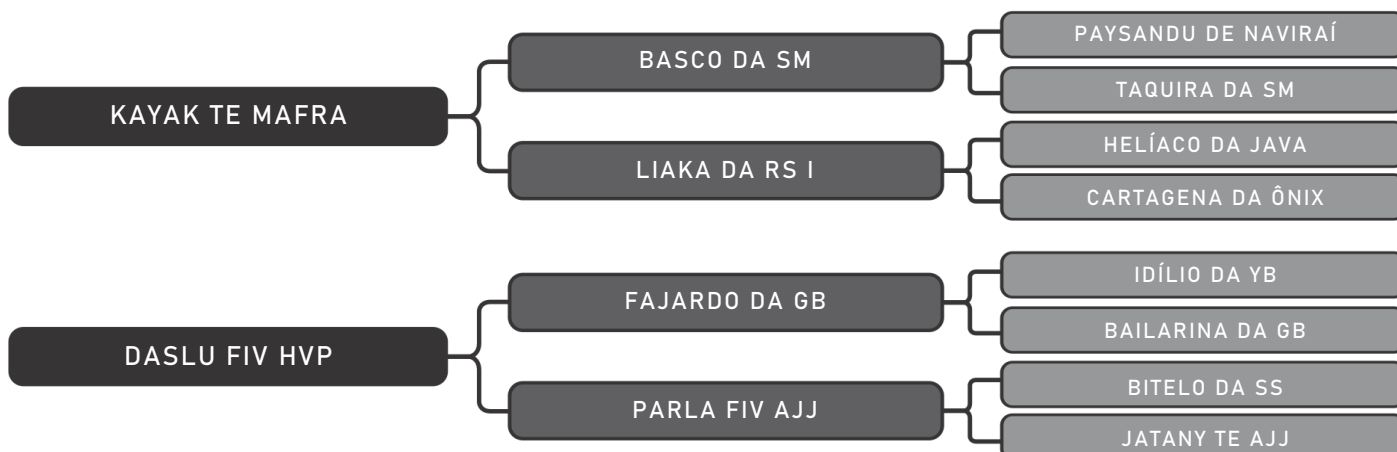 KAYAK TE MAFRA
BASCO DA SM
PAYSANDU DE NAVIRAÍ
TAQUIRA DA SM
LIAKA DA RS I
HELÍACO DA JAVA
CARTAGENA DA ÔNIX
DASLU FIV HVP
FAJARDO DA GB
IDÍLIO DA YB
BAILARINA DA GB
PARLA FIV AJJ
BITELO DA SS
JATANY TE AJJ